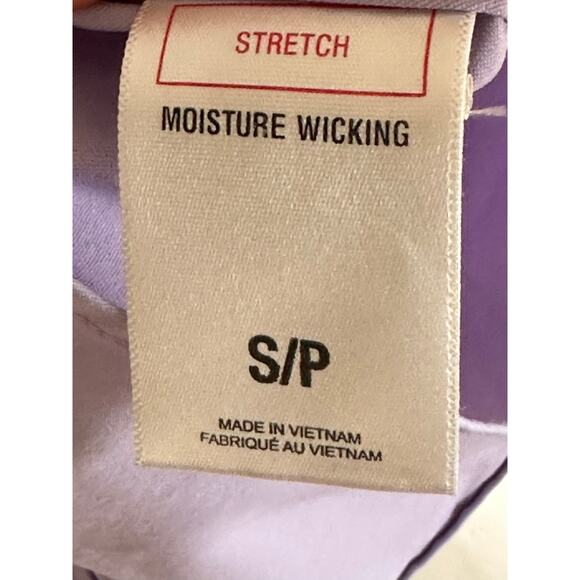 STRETCH
MOISTURE WICKING
S/P
MADE IN VIETNAM
FABRIQUÉ AU VIETNAM